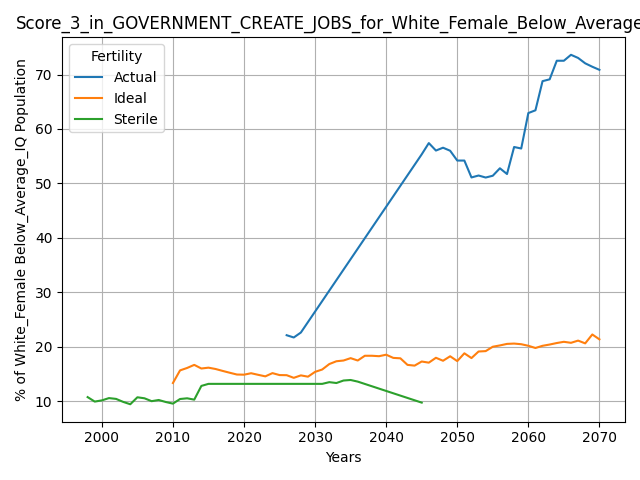 Score_3_in_GOVERNMENT_CREATE_JOBS_for_White_Female_Below_Average
% of White_Female Below_Average_IQ Population
Fertility
Actual
Ideal
Sterile
70
60
50
40
30
20
10
2000 2010 2020 2030 2040 2050 2060 2070
Years